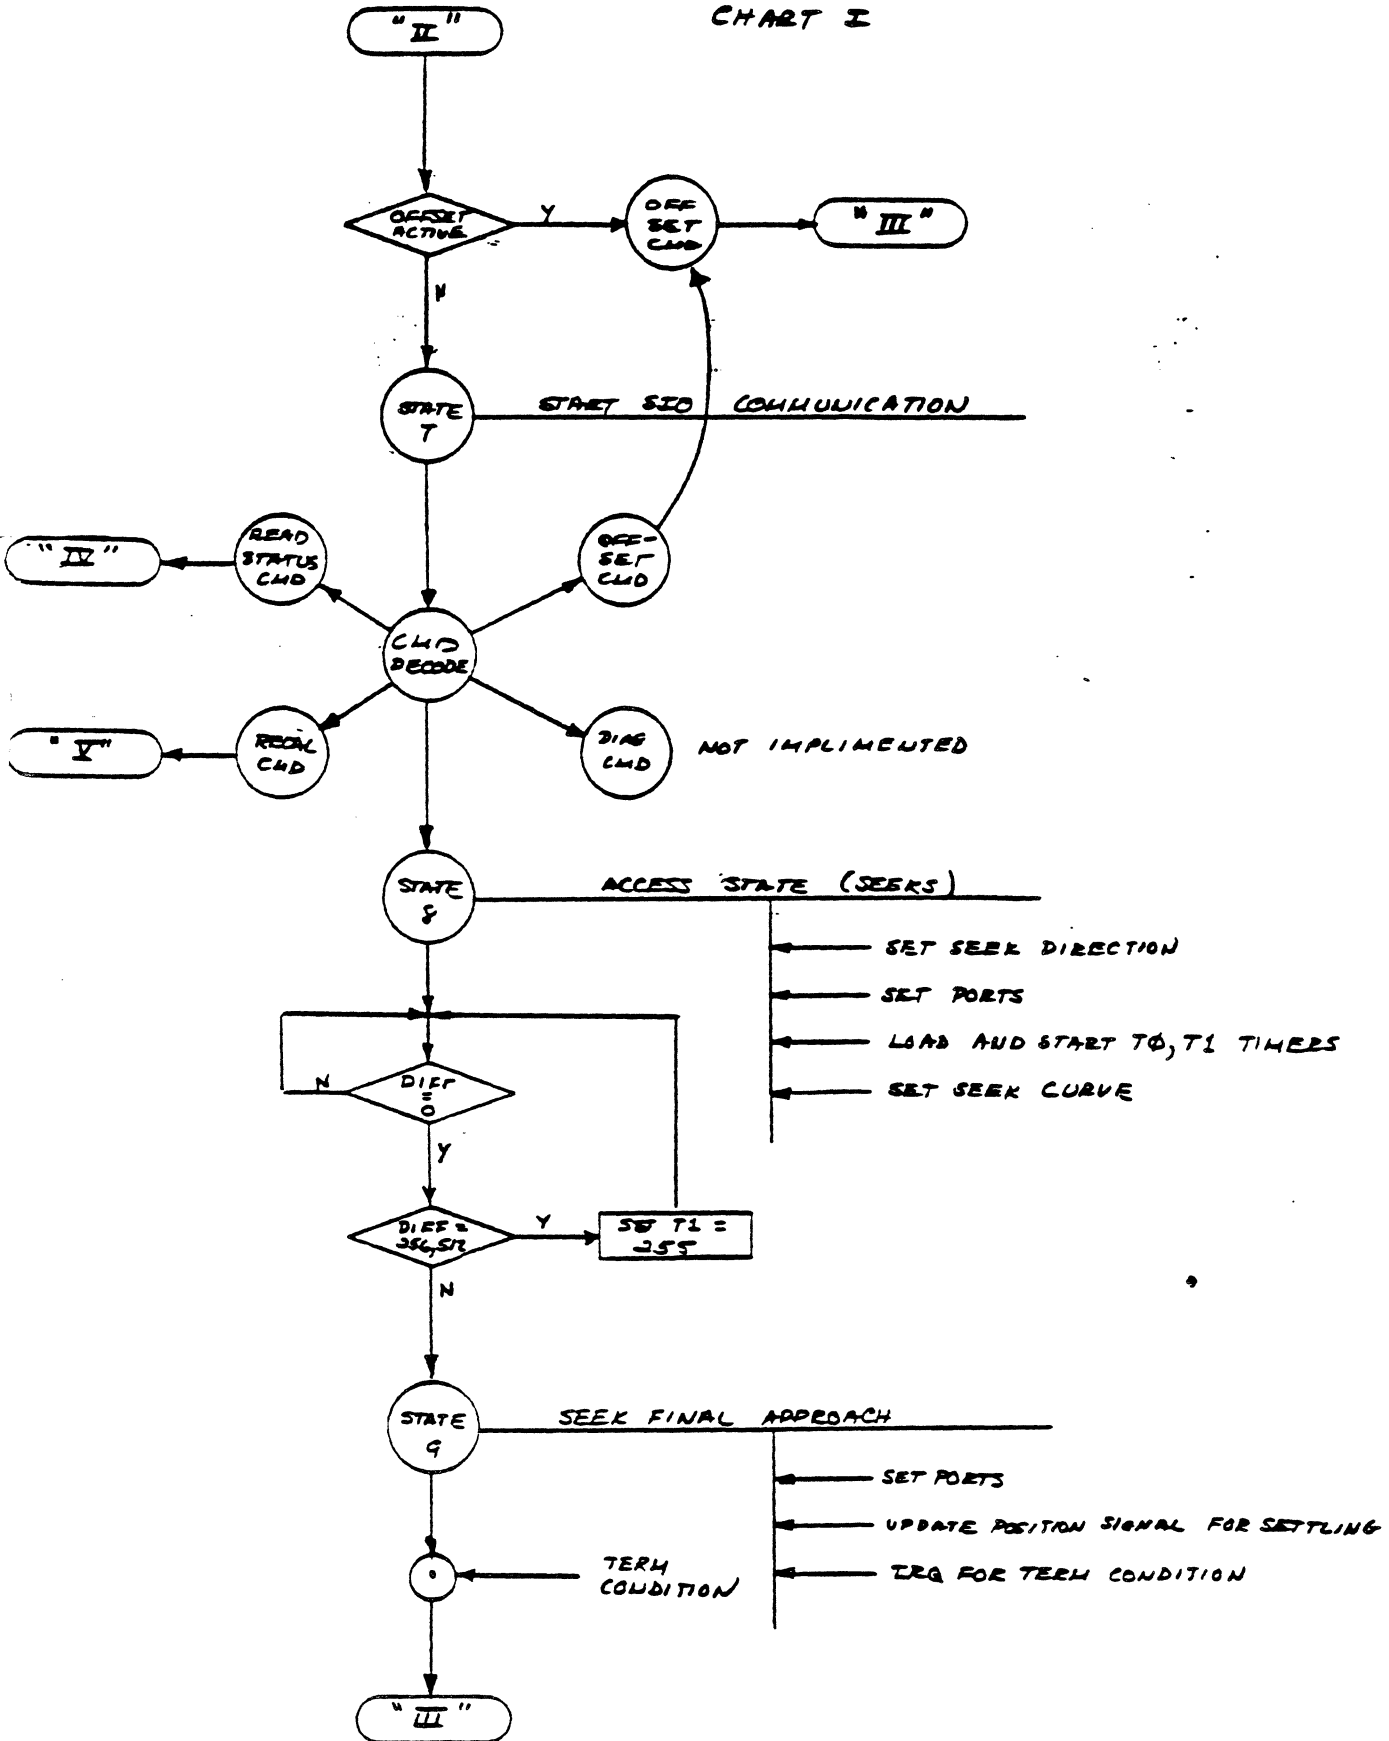 CHART I
"II"
OFFSET
ACTIVE
Y
OFF
SET
CMD
"III"
N
STATE
7
START SIO COMMUNICATION
READ
STATUS
CMD
"IV"
OFF-
SET
CMD
CMD
DECODE
RECAL
CMD
"V"
DIAG
CMD
NOT IMPLIMENTED
STATE
8
ACCESS STATE (SEEKS)
SET SEEK DIRECTION
SET PORTS
LOAD AND START TØ, T1 TIMERS
SET SEEK CURVE
N
DIFF
=
0
Y
DIFF =
256,512
Y
SET T1 =
255
N
STATE
9
SEEK FINAL APPROACH
SET PORTS
UPDATE POSITION SIGNAL FOR SETTLING
IRQ FOR TERM CONDITION
TERM
CONDITION
"III"